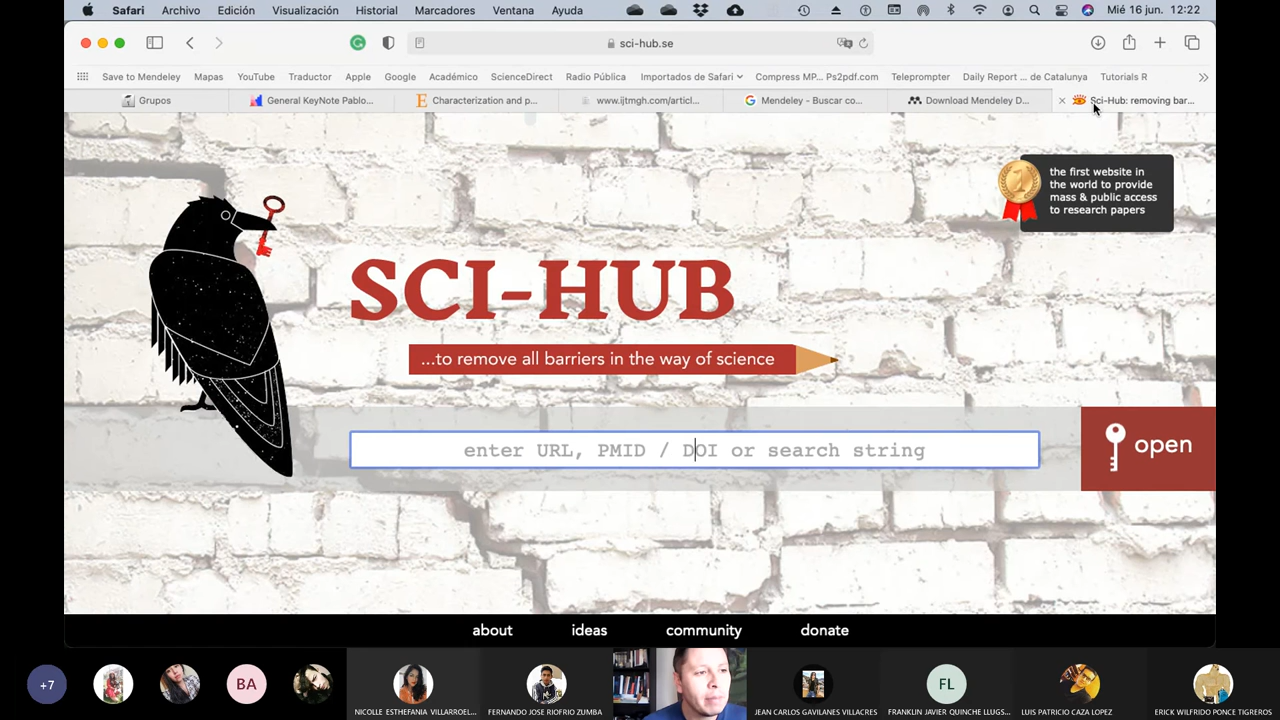 Safari Archivo Edición Visualización Historial Marcadores Ventana Ayuda Mié 16 jun. 12:22
sci-hub.se
Save to Mendeley Mapas YouTube Traductor Apple Google Académico ScienceDirect Radio Pública Importados de Safari Compress MP... Ps2pdf.com Teleprompter Daily Report ... de Catalunya Tutorials R
Grupos General KeyNote Pablo... Characterization and p... www.ijtmgh.com/articl... Mendeley - Buscar co... Download Mendeley D... Sci-Hub: removing bar...
the first website in
the world to provide
mass & public access
to research papers
1
SCI-HUB
...to remove all barriers in the way of science
enter URL, PMID / DOI or search string
open
about ideas community donate
+7 BA FL
NICOLLE ESTHEFANIA VILLARROEL... FERNANDO JOSE RIOFRIO ZUMBA JEAN CARLOS GAVILANES VILLACRES FRANKLIN JAVIER QUINCHE LLUGS... LUIS PATRICIO CAZA LOPEZ ERICK WILFRIDO PONCE TIGREROS